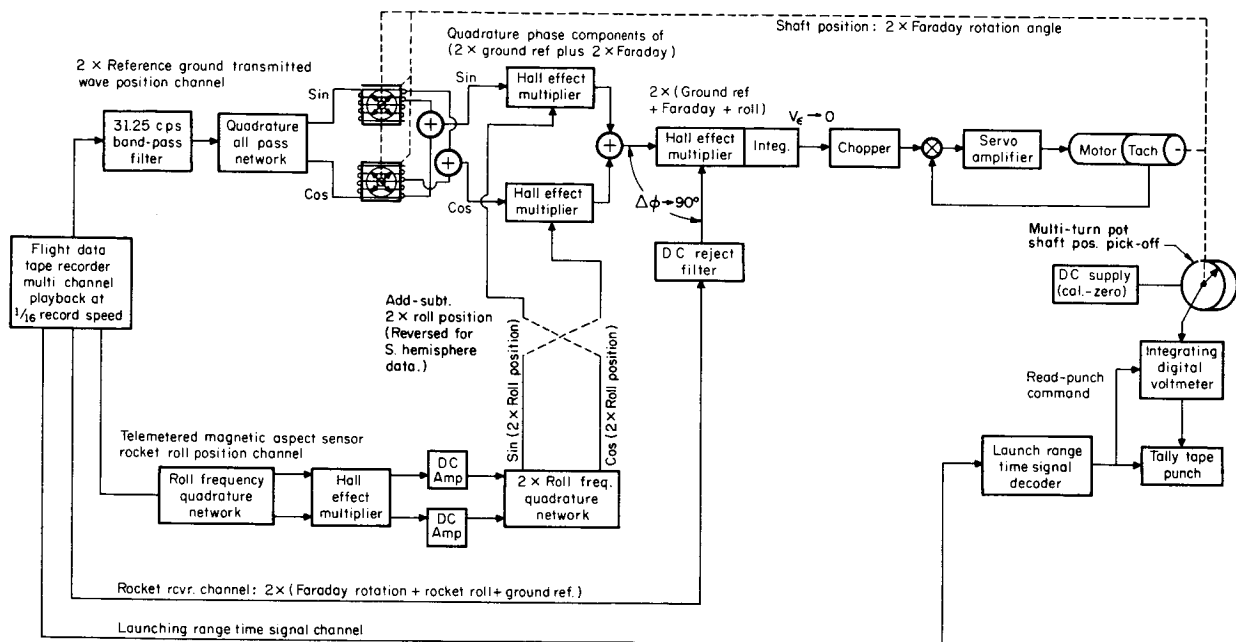 Shaft position: 2 × Faraday rotation angle
Quadrature phase components of
(2 × ground ref plus 2 × Faraday)
2 × Reference ground transmitted
wave position channel
Sin
Cos
31.25 cps
band-pass
filter
Quadrature
all pass
network
Sin
Cos
Hall effect
multiplier
Hall effect
multiplier
2 × (Ground ref
+ Faraday + roll)
Hall effect
multiplier
Integ.
Vϵ → 0
Chopper
Servo
amplifier
Motor
Tach
Δϕ → 90°
DC reject
filter
Multi-turn pot
shaft pos. pick-off
DC supply
(cal.-zero)
Integrating
digital
voltmeter
Read-punch
command
Launch range
time signal
decoder
Tally tape
punch
Flight data
tape recorder
multi channel
playback at
1/16 record speed
Add-subt.
2 × roll position
(Reversed for
S. hemisphere
data.)
Sin (2 × Roll position)
Cos (2 × Roll position)
Telemetered magnetic aspect sensor
rocket roll position channel
Roll frequency
quadrature
network
Hall
effect
multiplier
DC
Amp
DC
Amp
2 × Roll freq.
quadrature
network
Rocket rcvr. channel: 2×(Faraday rotation + rocket roll + ground ref.)
Launching range time signal channel